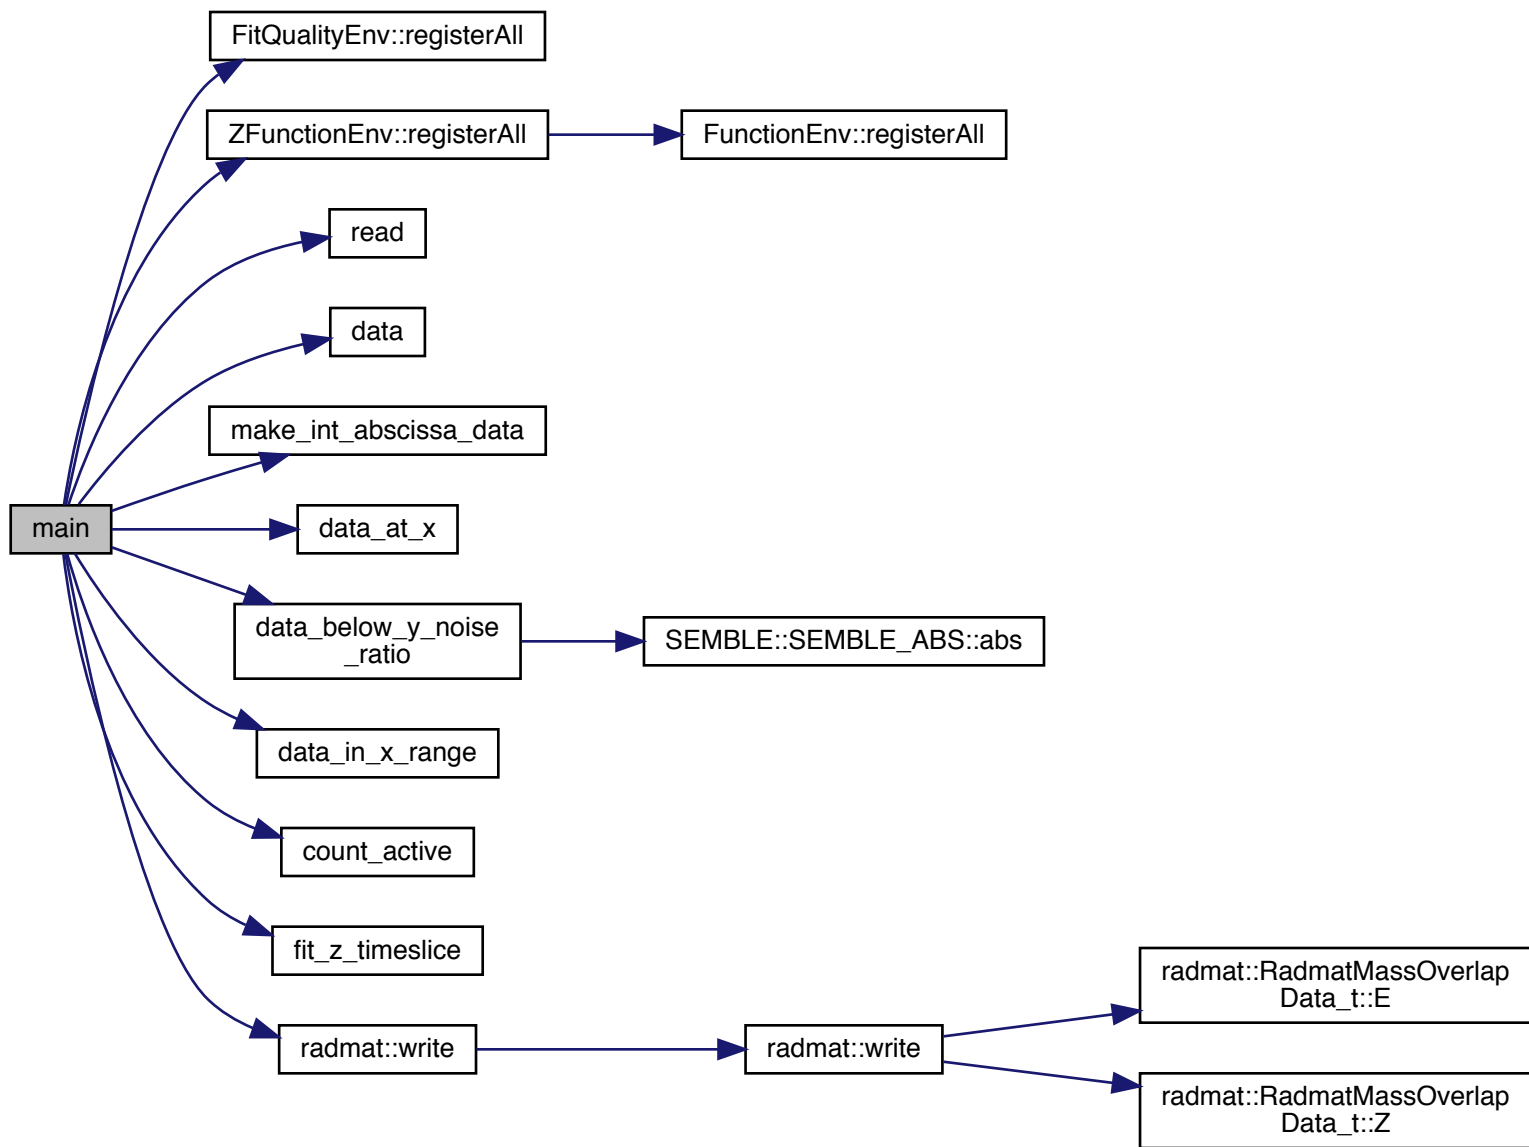 FitQualityEnv::registerAll
ZFunctionEnv::registerAll
FunctionEnv::registerAll
read
data
make_int_abscissa_data
main
data_at_x
data_below_y_noise
_ratio
SEMBLE::SEMBLE_ABS::abs
data_in_x_range
count_active
fit_z_timeslice
radmat::write
radmat::write
radmat::RadmatMassOverlap
Data_t::E
radmat::RadmatMassOverlap
Data_t::Z